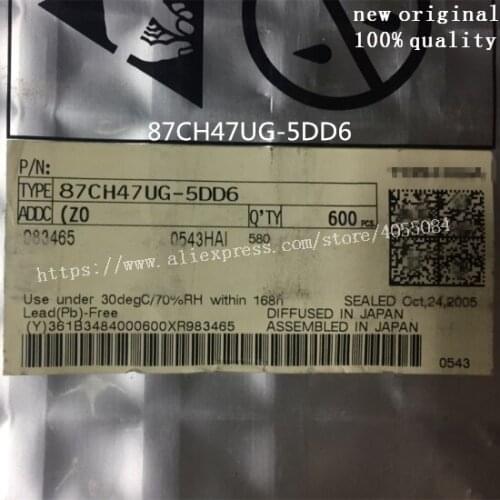 new original
100% quality
87CH47UG-5DD6
P/N:
TYPE 87CH47UG-5DD6
ADDC (Z0 Q'TY 600 PCS.
983465 0543HAI 580
https://www.aliexpress.com/store/4055084
Use under 30degC/70%RH within 168h SEALED Oct,24,2005
Lead(Pb)-Free DIFFUSED IN JAPAN
(Y)361B3484000600XR983465 ASSEMBLED IN JAPAN
0543